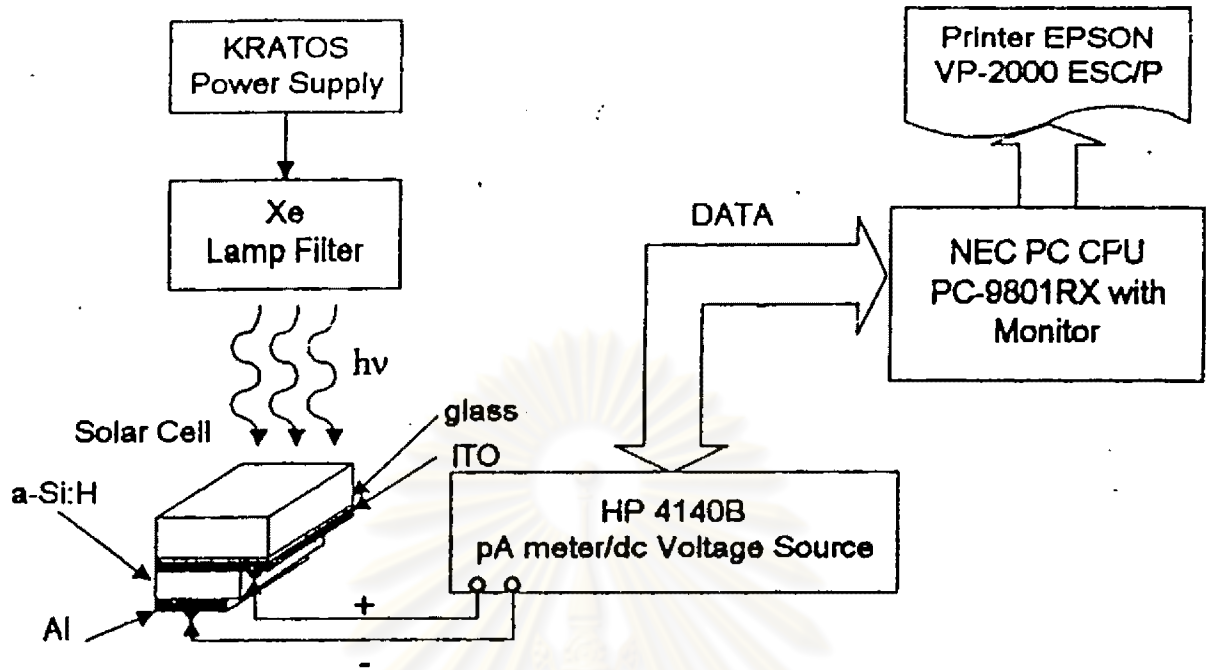 KRATOS
Power Supply
Printer EPSON
VP-2000 ESC/P
Xe
Lamp Filter
DATA
NEC PC CPU
PC-9801RX with
Monitor
hν
Solar Cell
glass
ITO
a-Si:H
HP 4140B
pA meter/dc Voltage Source
+
Al
-